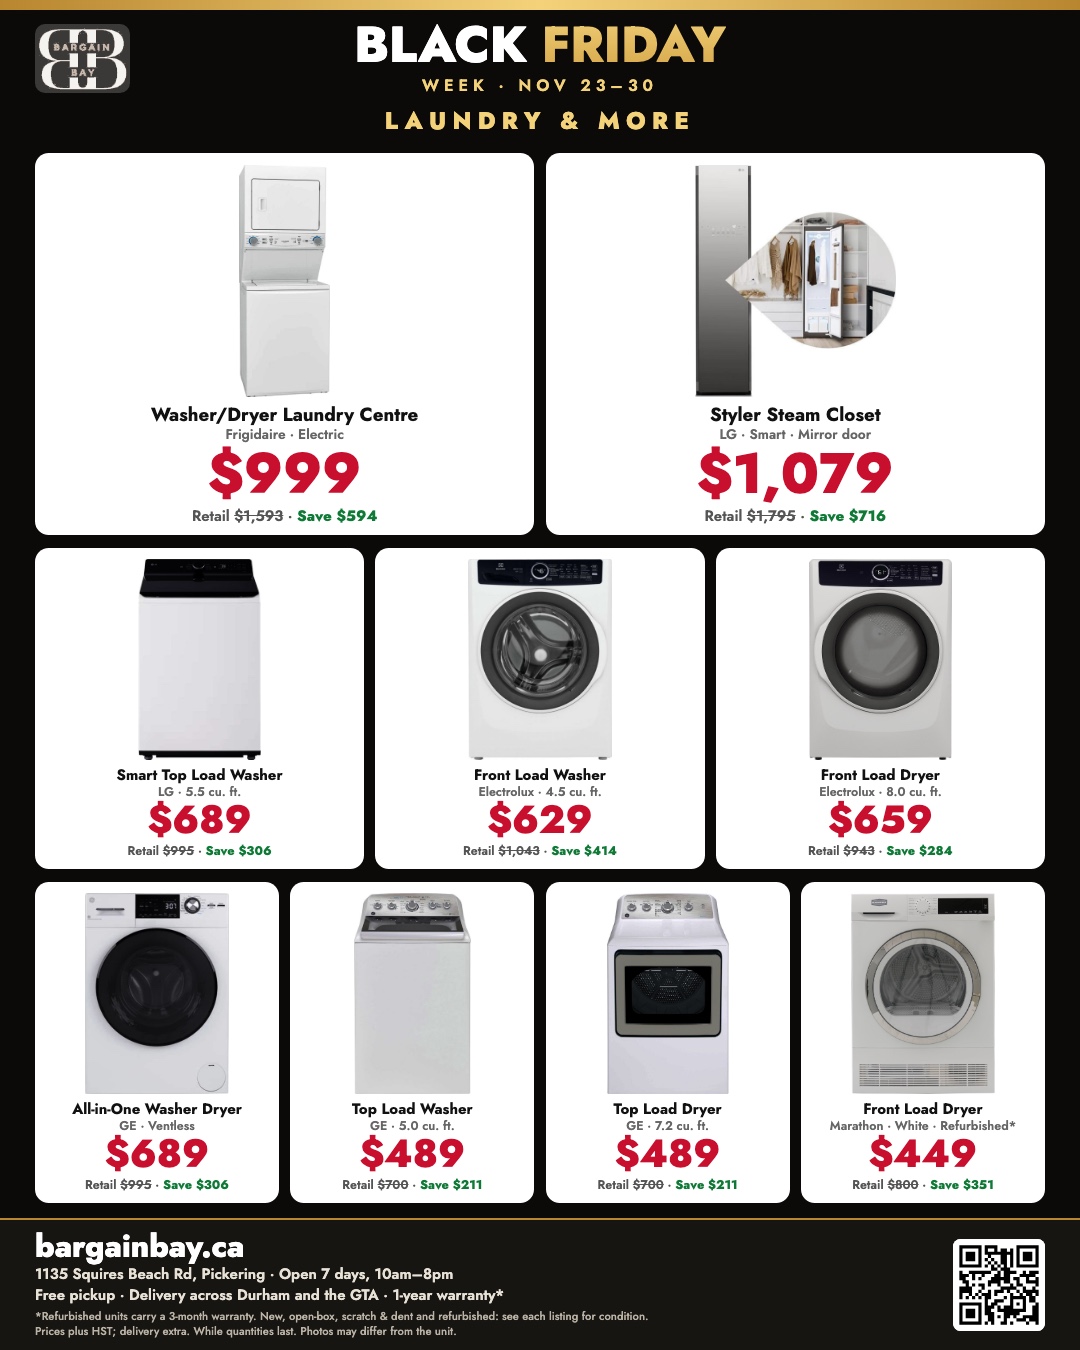 BARGAIN
BAY
BLACK FRIDAY
WEEK · NOV 23–30
LAUNDRY & MORE
Washer/Dryer Laundry Centre
Frigidaire · Electric
$999
Retail $1,593 · Save $594
Styler Steam Closet
LG · Smart · Mirror door
$1,079
Retail $1,795 · Save $716
Smart Top Load Washer
LG · 5.5 cu. ft.
$689
Retail $995 · Save $306
Front Load Washer
Electrolux · 4.5 cu. ft.
$629
Retail $1,043 · Save $414
Front Load Dryer
Electrolux · 8.0 cu. ft.
$659
Retail $943 · Save $284
All-in-One Washer Dryer
GE · Ventless
$689
Retail $995 · Save $306
Top Load Washer
GE · 5.0 cu. ft.
$489
Retail $700 · Save $211
Top Load Dryer
GE · 7.2 cu. ft.
$489
Retail $700 · Save $211
Front Load Dryer
Marathon · White · Refurbished*
$449
Retail $800 · Save $351
bargainbay.ca
1135 Squires Beach Rd, Pickering · Open 7 days, 10am–8pm
Free pickup · Delivery across Durham and the GTA · 1-year warranty*
*Refurbished units carry a 3-month warranty. New, open-box, scratch & dent and refurbished: see each listing for condition.
Prices plus HST; delivery extra. While quantities last. Photos may differ from the unit.